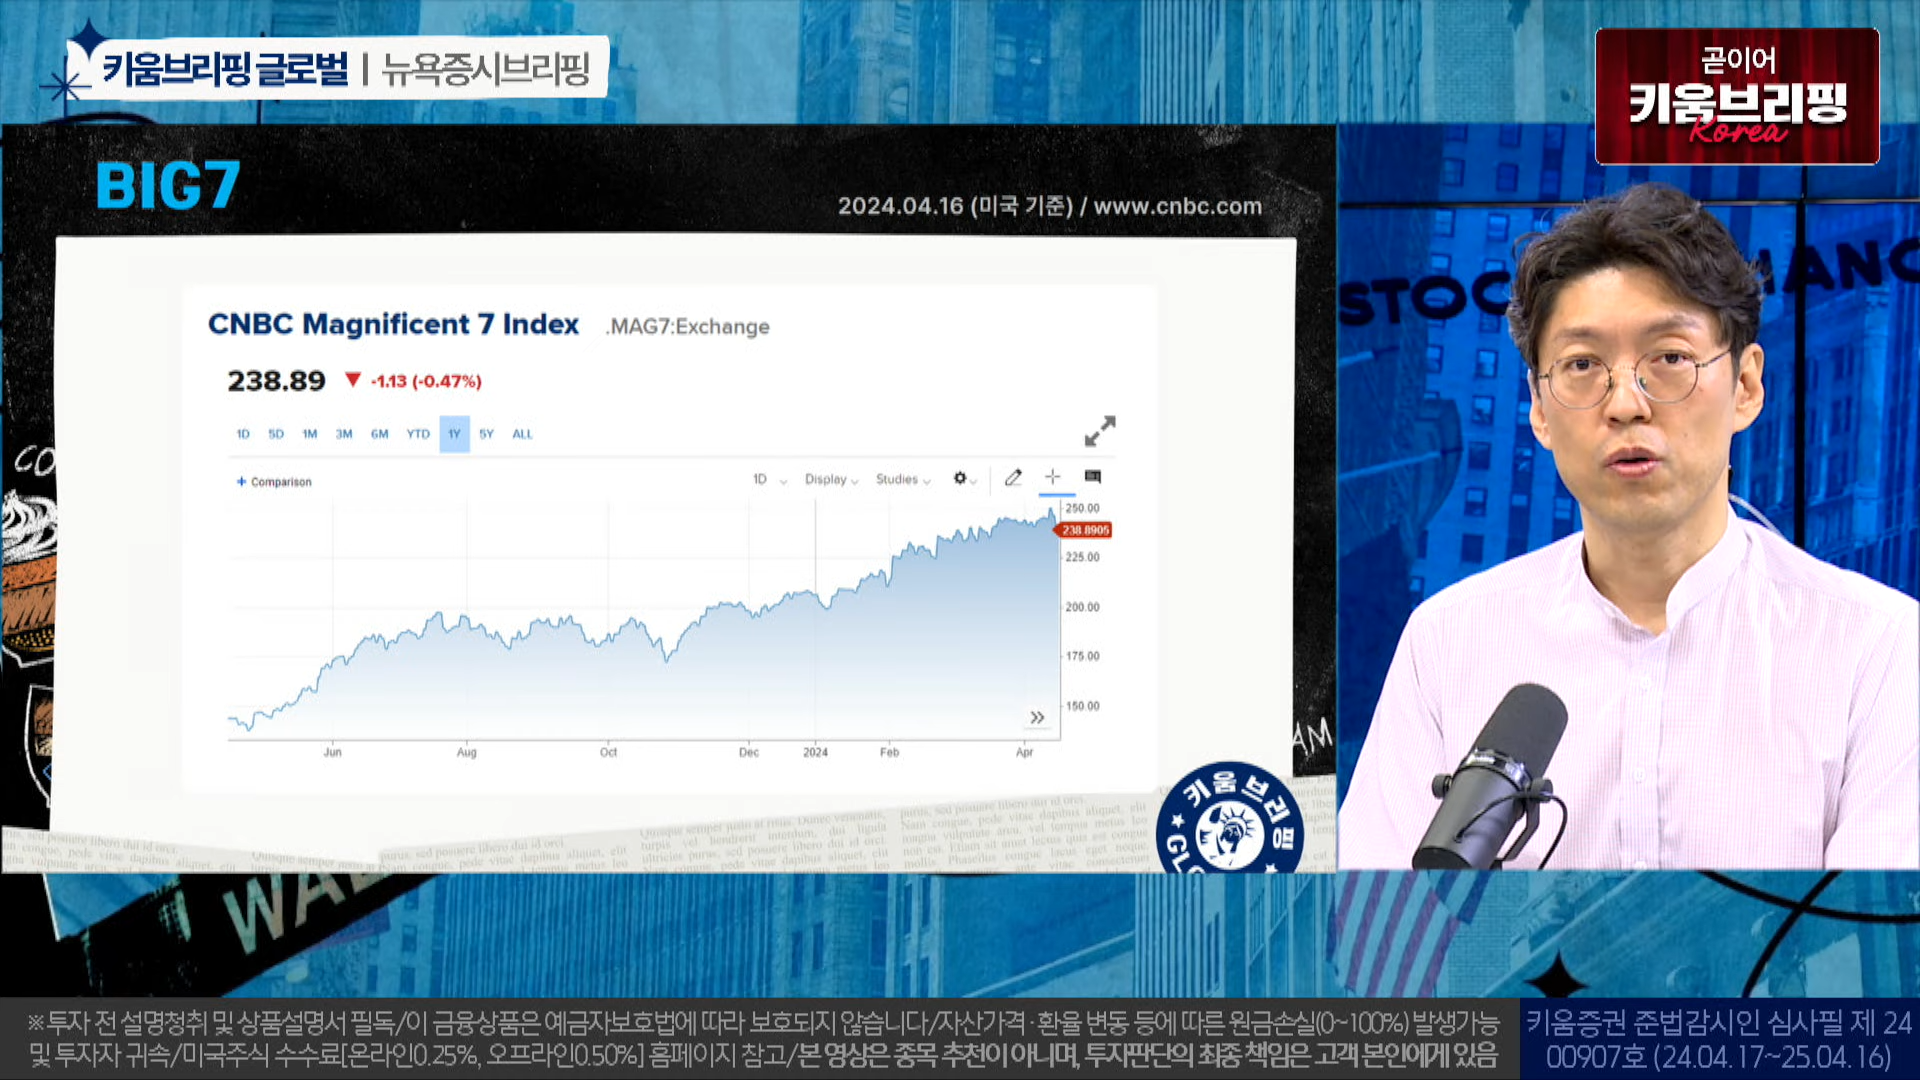 키움브리핑 글로벌 | 뉴욕증시브리핑
곧이어
키움브리핑
Korea
BIG7
2024.04.16 (미국 기준) / www.cnbc.com
CNBC Magnificent 7 Index .MAG7:Exchange
238.89 ▼ -1.13 (-0.47%)
1D 5D 1M 3M 6M YTD 1Y 5Y ALL
+ Comparison 1D Display Studies
250.00
238.8905
225.00
200.00
175.00
150.00
Jun Aug Oct Dec 2024 Feb Apr
STOC HANC
CO
AM
키움브리핑
GLO
WAL
※투자 전 설명청취 및 상품설명서 필독/이 금융상품은 예금자보호법에 따라 보호되지 않습니다/자산가격·환율 변동 등에 따른 원금손실(0~100%) 발생가능
및 투자자 귀속/미국주식 수수료[온라인0.25%, 오프라인0.50%] 홈페이지 참고/본 영상은 종목 추천이 아니며, 투자판단의 최종 책임은 고객 본인에게 있음
키움증권 준법감시인 심사필 제 24
00907호 (24.04.17~25.04.16)